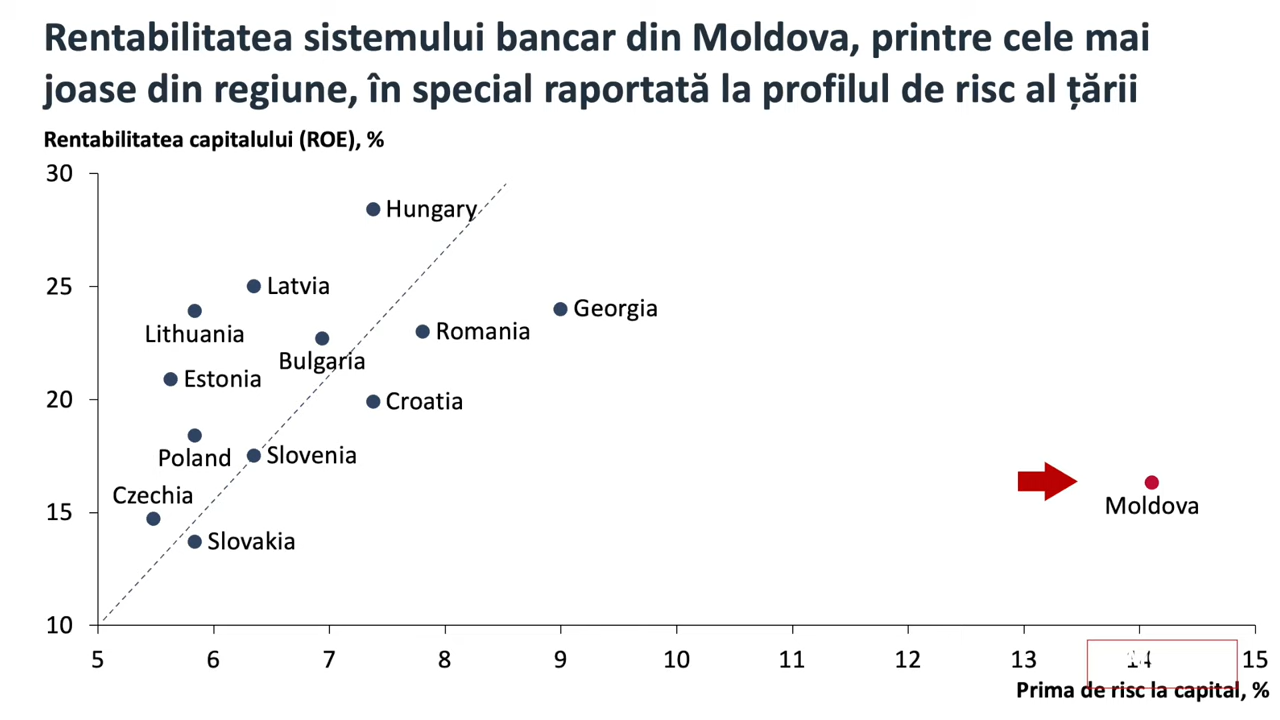 Rentabilitatea sistemului bancar din Moldova, printre cele mai
joase din regiune, în special raportată la profilul de risc al țării
Rentabilitatea capitalului (ROE), %
30
Hungary
25
Latvia
Georgia
Lithuania
Romania
Bulgaria
Estonia
20
Croatia
Poland
Slovenia
Czechia
Moldova
15
Slovakia
10
5 6 7 8 9 10 11 12 13 14 15
Prima de risc la capital, %